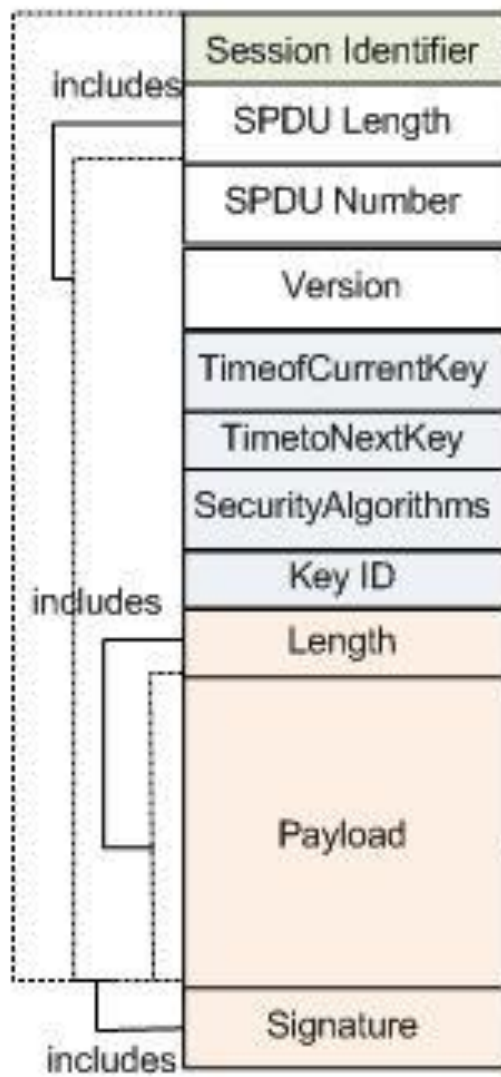 Session Identifier
includes
SPDU Length
SPDU Number
Version
TimeofCurrentKey
TimetoNextKey
SecurityAlgorithms
Key ID
includes
Length
Payload
Signature
includes